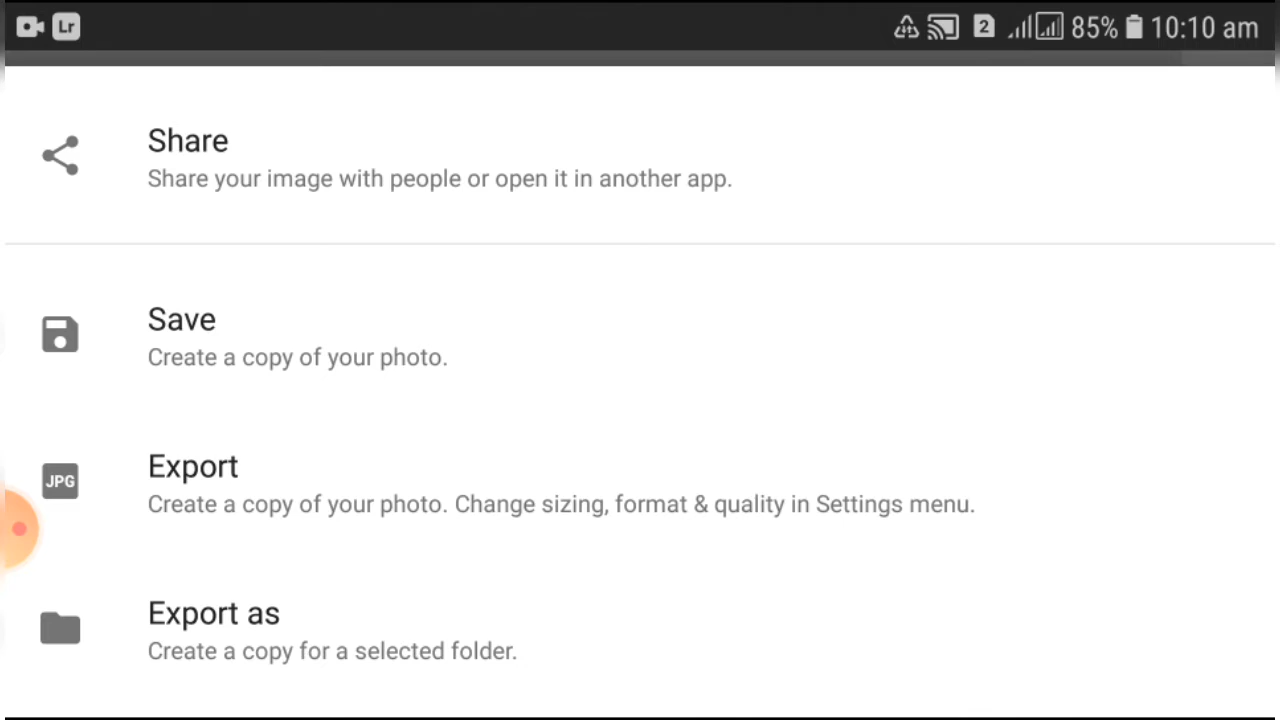 Lr 2 85% 10:10 am
Share
Share your image with people or open it in another app.
Save
Create a copy of your photo.
JPG
Export
Create a copy of your photo. Change sizing, format & quality in Settings menu.
Export as
Create a copy for a selected folder.